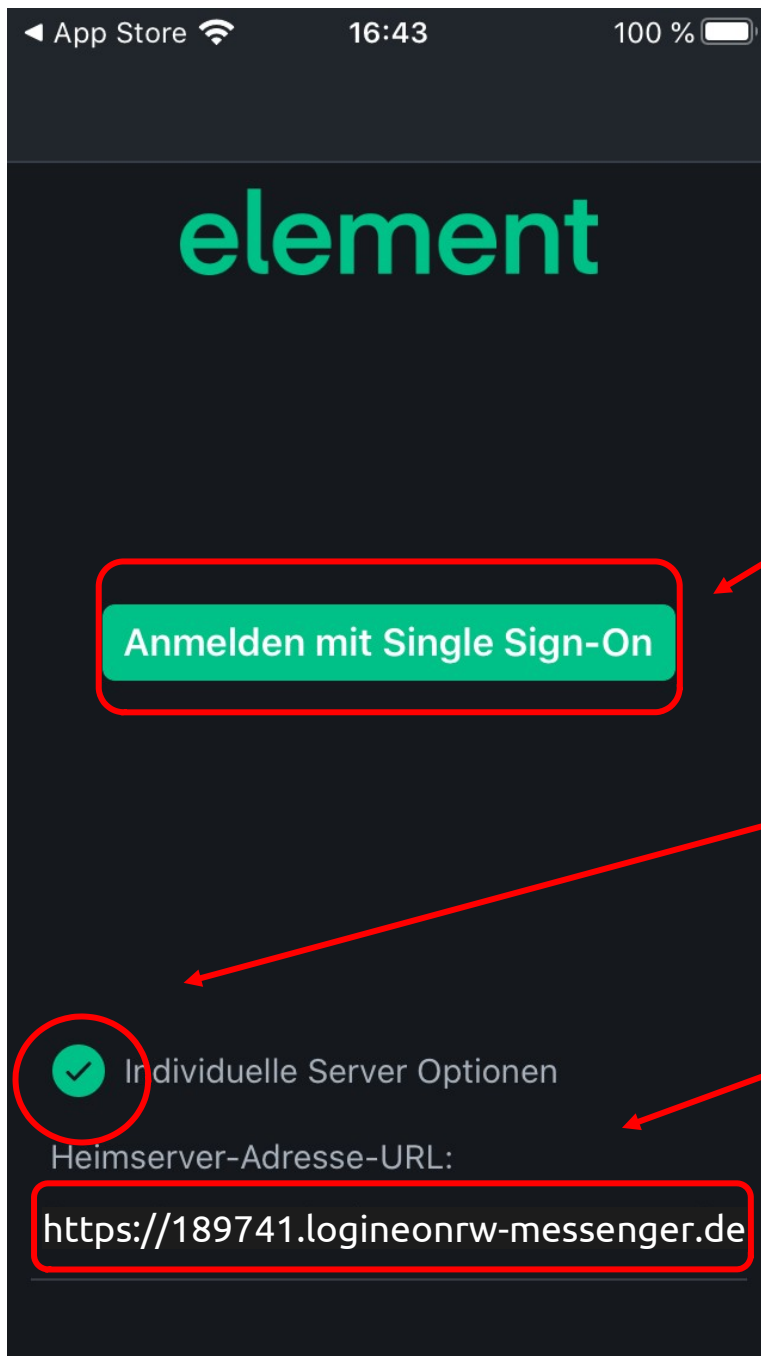 App Store 16:43 100 %
element
Anmelden mit Single Sign-On
Individuelle Server Optionen
Heimserver-Adresse-URL:
https://189741.logineonrw-messenger.de